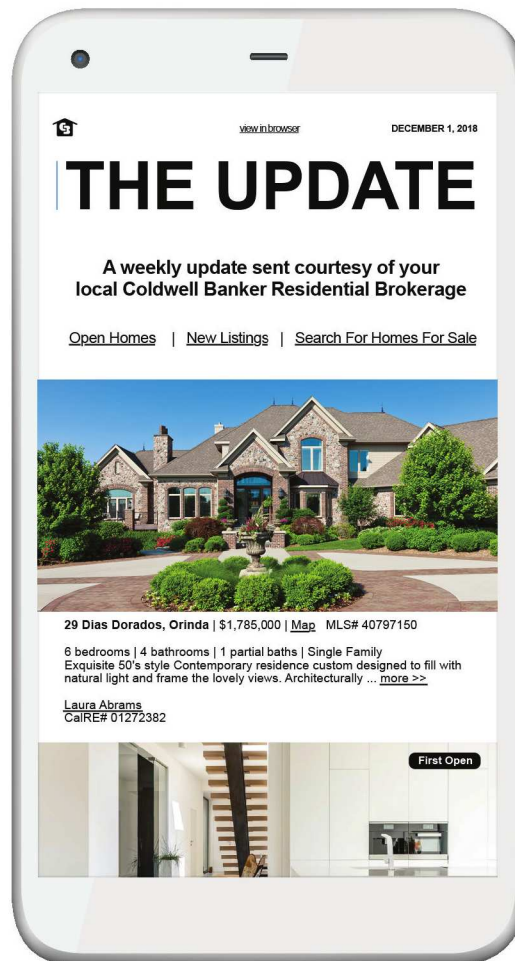 view in browser
DECEMBER 1, 2018
THE UPDATE
A weekly update sent courtesy of your
local Coldwell Banker Residential Brokerage
Open Homes | New Listings | Search For Homes For Sale
29 Dias Dorados, Orinda | $1,785,000 | Map MLS# 40797150
6 bedrooms | 4 bathrooms | 1 partial baths | Single Family
Exquisite 50's style Contemporary residence custom designed to fill with
natural light and frame the lovely views. Architecturally ... more >>
Laura Abrams
CalRE# 01272382
First Open